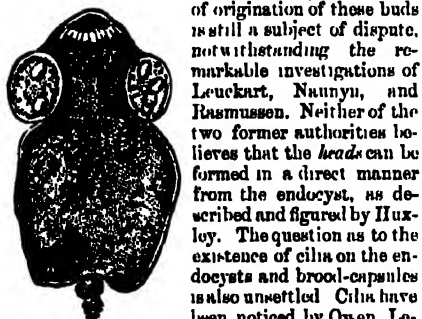 of origination of these buds
is still a subject of dispute,
notwithstanding the re-
markable investigations of
Leuckart, Naunyn, and
Rasmussen. Neither of the
two former authorities be-
lieves that the heads can be
formed in a direct manner
from the endocyst, as de-
scribed and figured by Hux-
ley. The question as to the
existence of cilia on the en-
docysts and brood-capsules
is also unsettled Cilia have
been noticed by Owen, Le-